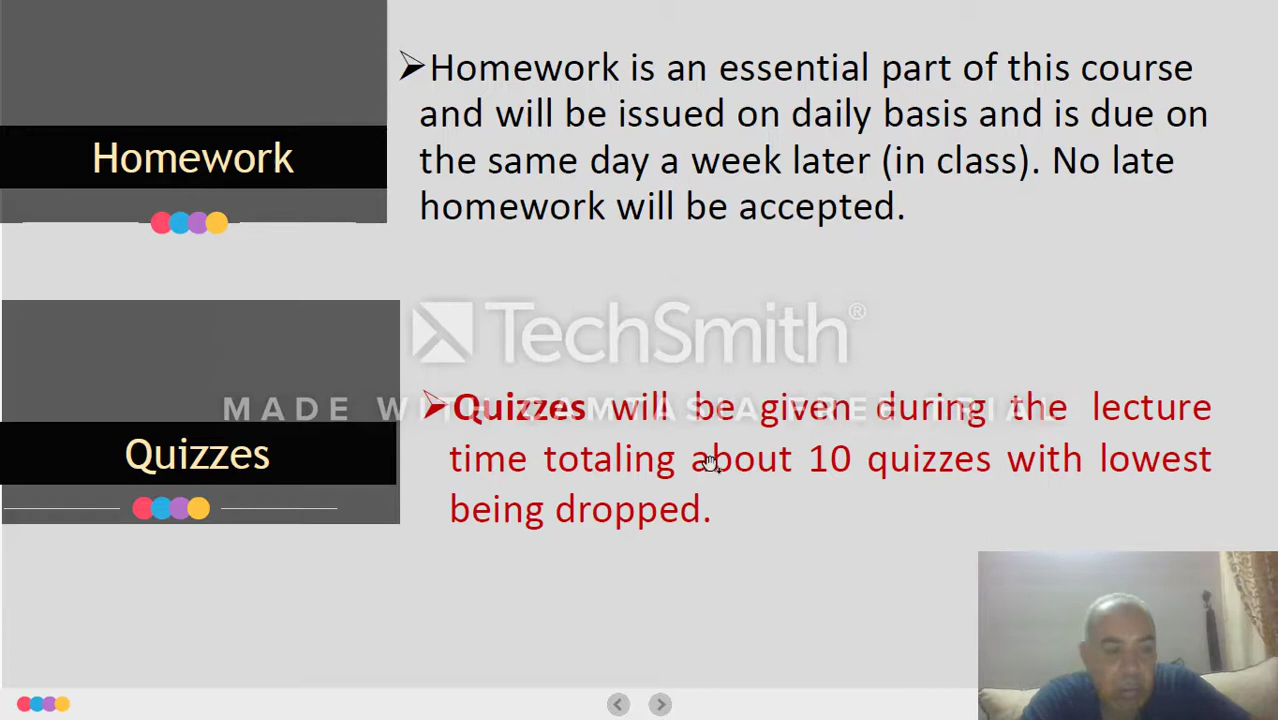 Homework
➢Homework is an essential part of this course
and will be issued on daily basis and is due on
the same day a week later (in class). No late
homework will be accepted.
TechSmith®
MADE WITH CAMTASIA FREE TRIAL
Quizzes
➢Quizzes will be given during the lecture
time totaling about 10 quizzes with lowest
being dropped.